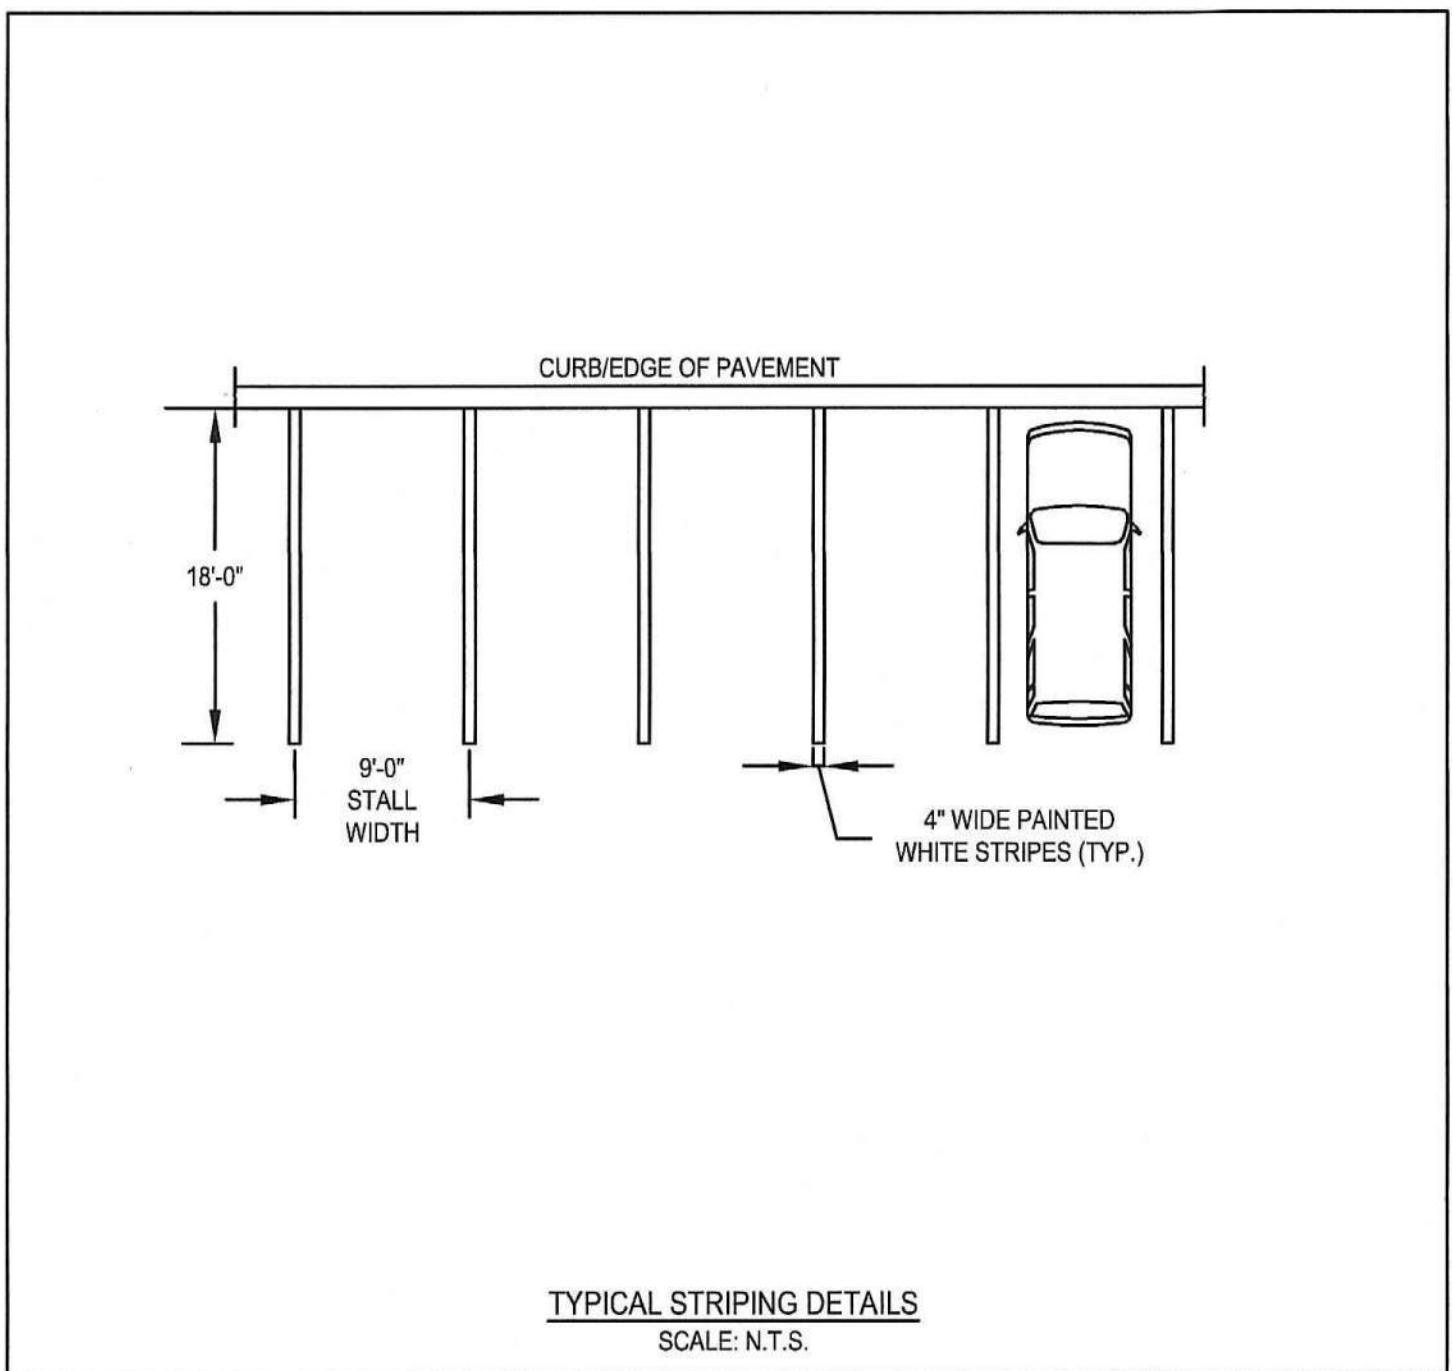 CURB/EDGE OF PAVEMENT
18'-0"
9'-0"
STALL
WIDTH
4" WIDE PAINTED
WHITE STRIPES (TYP.)
TYPICAL STRIPING DETAILS
SCALE: N.T.S.